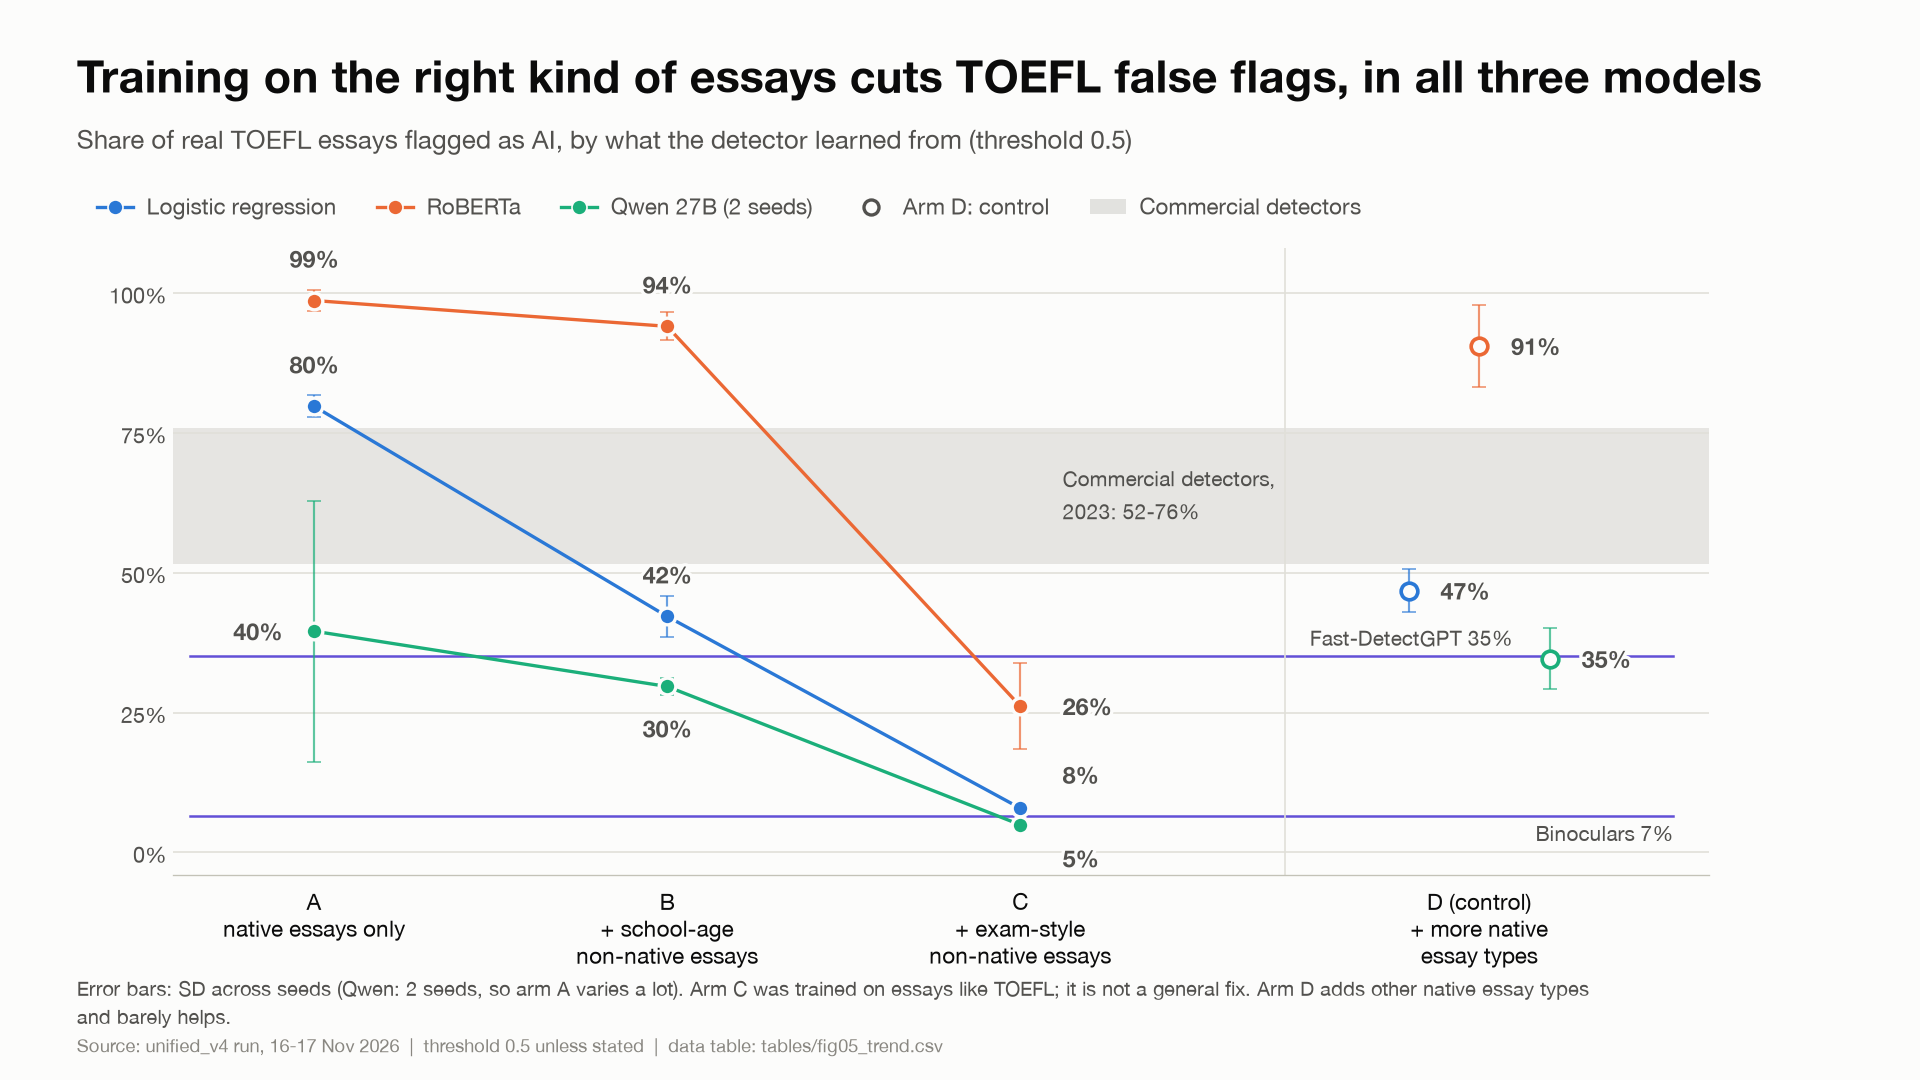 Training on the right kind of essays cuts TOEFL false flags, in all three models
Share of real TOEFL essays flagged as AI, by what the detector learned from (threshold 0.5)
Logistic regression
RoBERTa
Qwen 27B (2 seeds)
Arm D: control
Commercial detectors
99%
94%
100%
91%
80%
75%
Commercial detectors,
2023: 52-76%
50%
42%
47%
40%
Fast-DetectGPT 35%
35%
25%
30%
26%
8%
Binoculars 7%
0%
5%
A
native essays only
B
+ school-age
non-native essays
C
+ exam-style
non-native essays
D (control)
+ more native
essay types
Error bars: SD across seeds (Qwen: 2 seeds, so arm A varies a lot). Arm C was trained on essays like TOEFL; it is not a general fix. Arm D adds other native essay types
and barely helps.
Source: unified_v4 run, 16-17 Nov 2026 | threshold 0.5 unless stated | data table: tables/fig05_trend.csv